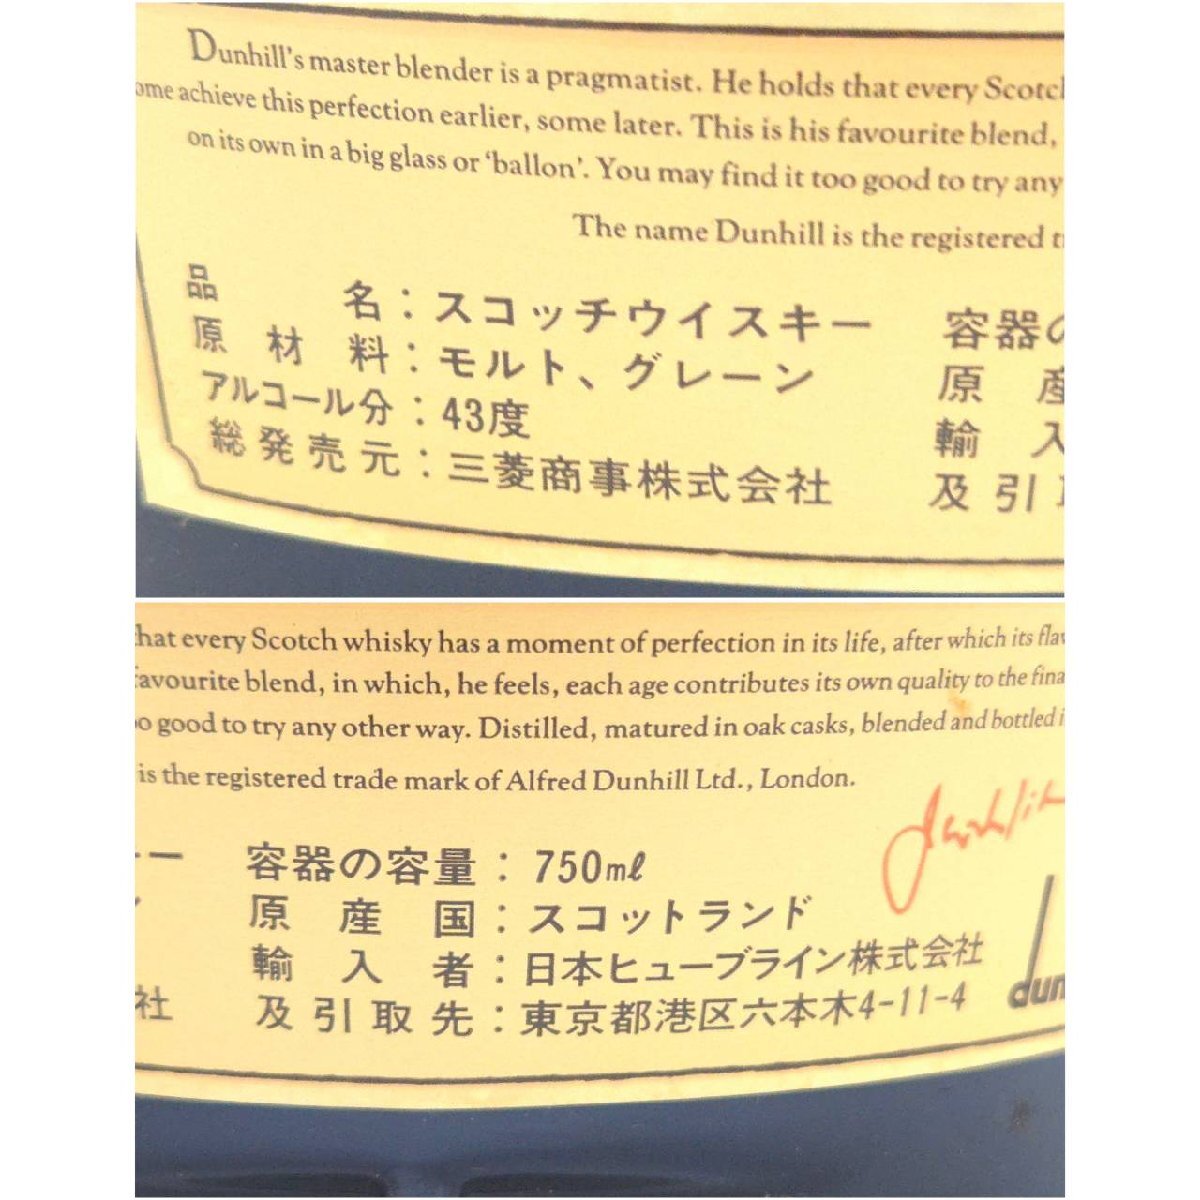 Dunhill's master blender is a pragmatist. He holds that every Scotch
ome achieve this perfection earlier, some later. This is his favourite blend,
on its own in a big glass or 'ballon'. You may find it too good to try any
The name Dunhill is the registered
品名：スコッチウイスキー 容器の
原材料：モルト、グレーン 原産
アルコール分：43度 輸入
総発売元：三菱商事株式会社 及引
that every Scotch whisky has a moment of perfection in its life, after which its flav
favourite blend, in which, he feels, each age contributes its own quality to the fina
oo good to try any other way. Distilled, matured in oak casks, blended and bottled i
is the registered trade mark of Alfred Dunhill Ltd., London.
ー 容器の容量：750mℓ
原産国：スコットランド
輸入者：日本ヒューブライン株式会社
社 及引取先：東京都港区六本木4-11-4
dun